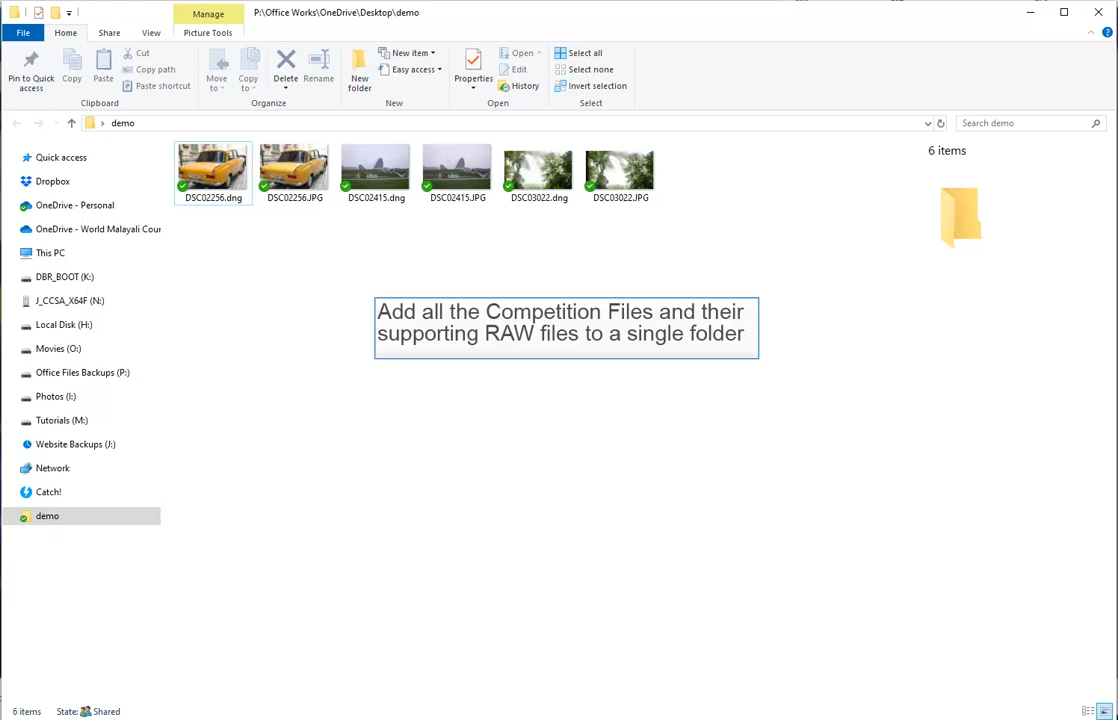 Manage
P:\Office Works\OneDrive\Desktop\demo
File
Home
Share
View
Picture Tools
Pin to Quick access
Copy
Paste
Cut
Copy path
Paste shortcut
Clipboard
Move to
Copy to
Delete
Rename
Organize
New folder
New item
Easy access
New
Properties
Open
Edit
History
Open
Select all
Select none
Invert selection
Select
demo
Search demo
Quick access
Dropbox
OneDrive - Personal
OneDrive - World Malayali Cour
This PC
DBR_BOOT (K:)
J_CCSA_X64F (N:)
Local Disk (H:)
Movies (O:)
Office Files Backups (P:)
Photos (I:)
Tutorials (M:)
Website Backups (J:)
Network
Catch!
demo
DSC02256.dng
DSC02256.JPG
DSC02415.dng
DSC02415.JPG
DSC03022.dng
DSC03022.JPG
6 items
Add all the Competition Files and their
supporting RAW files to a single folder
6 items
State: Shared